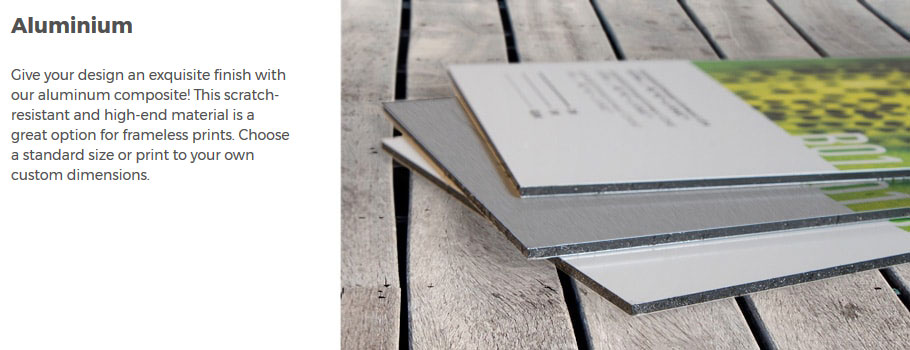 Aluminium
Give your design an exquisite finish with
our aluminum composite! This scratch-
resistant and high-end material is a
great option for frameless prints. Choose
a standard size or print to your own
custom dimensions.